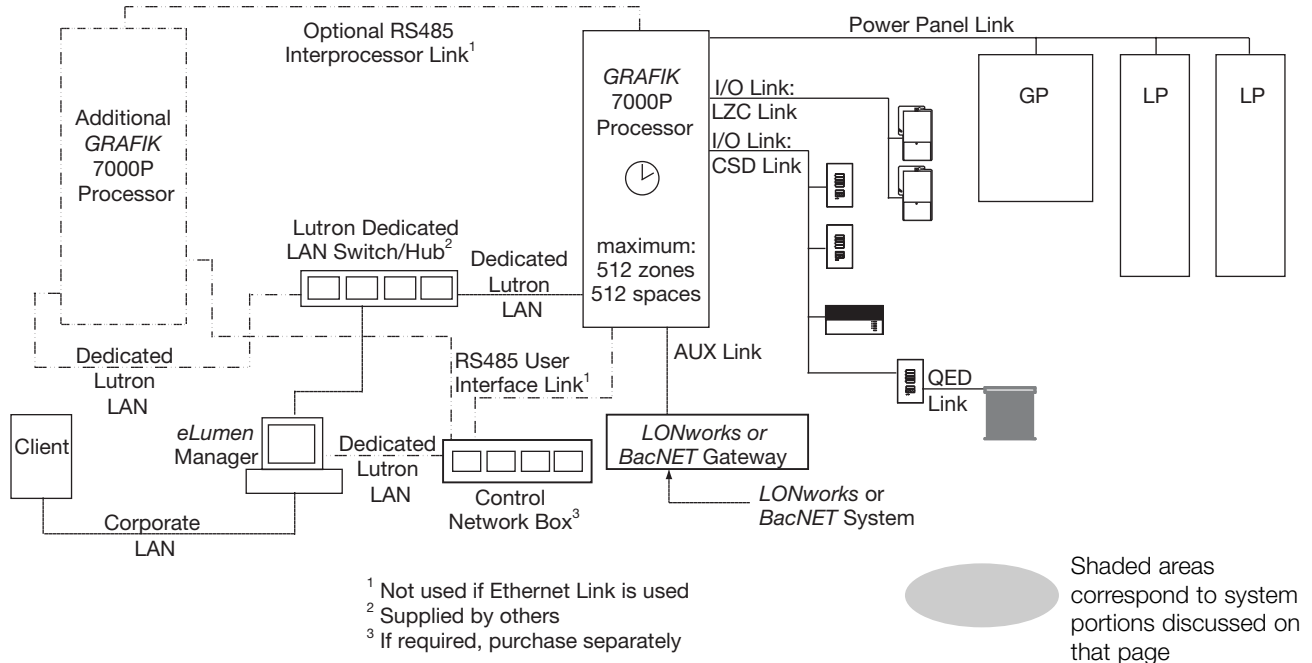 Optional RS485
Interprocessor Link1
Power Panel Link
Additional
GRAFIK
7000P
Processor
GRAFIK
7000P
Processor
maximum:
512 zones
512 spaces
I/O Link:
LZC Link
I/O Link:
CSD Link
GP
LP
LP
Lutron Dedicated
LAN Switch/Hub2
Dedicated
Lutron
LAN
Dedicated
Lutron
LAN
RS485 User
Interface Link1
AUX Link
QED
Link
Client
eLumen
Manager
Dedicated
Lutron
LAN
Control
Network Box3
LONworks or
BacNET Gateway
LONworks or
BacNET System
Corporate
LAN
1 Not used if Ethernet Link is used
2 Supplied by others
3 If required, purchase separately
Shaded areas
correspond to system
portions discussed on
that page